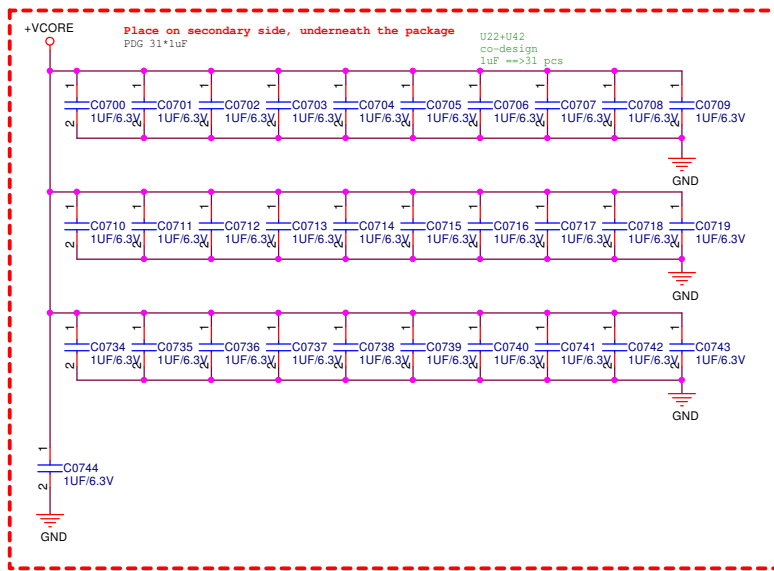 +VCORE
Place on secondary side, underneath the package
PDG 31*1uF
U22+U42
co-design
1uF ==>31 pcs
1 1 1 1 1 1 1 1 1 1
C0700 C0701 C0702 C0703 C0704 C0705 C0706 C0707 C0708 C0709
1UF/6.3V 1UF/6.3V 1UF/6.3V 1UF/6.3V 1UF/6.3V 1UF/6.3V 1UF/6.3V 1UF/6.3V 1UF/6.3V 1UF/6.3V
2 2 2 2 2 2 2 2 2 2
GND
1 1 1 1 1 1 1 1 1 1
C0710 C0711 C0712 C0713 C0714 C0715 C0716 C0717 C0718 C0719
1UF/6.3V 1UF/6.3V 1UF/6.3V 1UF/6.3V 1UF/6.3V 1UF/6.3V 1UF/6.3V 1UF/6.3V 1UF/6.3V 1UF/6.3V
2 2 2 2 2 2 2 2 2 2
GND
1 1 1 1 1 1 1 1 1 1
C0734 C0735 C0736 C0737 C0738 C0739 C0740 C0741 C0742 C0743
1UF/6.3V 1UF/6.3V 1UF/6.3V 1UF/6.3V 1UF/6.3V 1UF/6.3V 1UF/6.3V 1UF/6.3V 1UF/6.3V 1UF/6.3V
2 2 2 2 2 2 2 2 2 2
GND
1
C0744
1UF/6.3V
2
GND